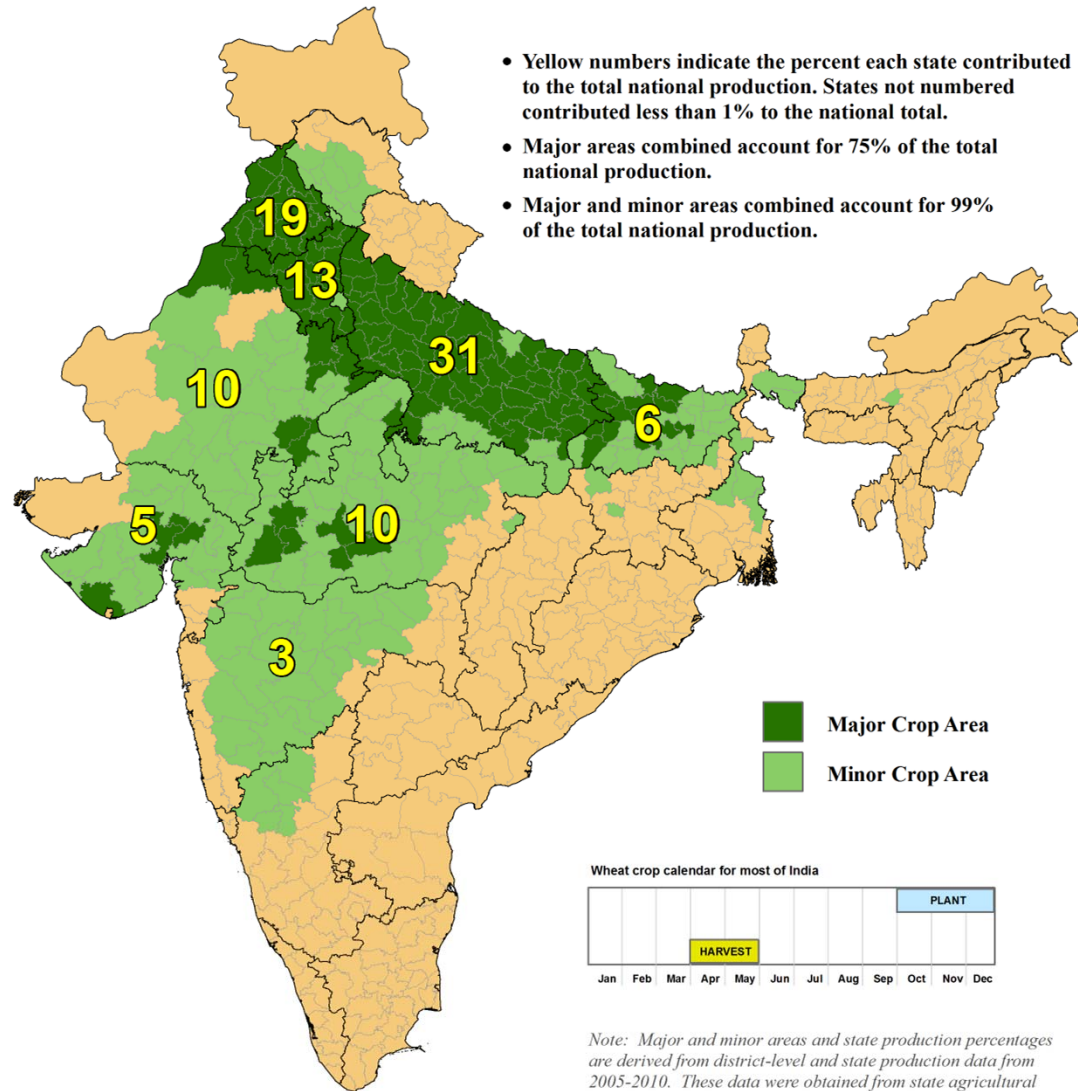 • Yellow numbers indicate the percent each state contributed
to the total national production. States not numbered
contributed less than 1% to the national total.
• Major areas combined account for 75% of the total
national production.
• Major and minor areas combined account for 99%
of the total national production.
19
13
31
10
6
5
10
3
Major Crop Area
Minor Crop Area
Wheat crop calendar for most of India
PLANT
HARVEST
Jan Feb Mar Apr May Jun Jul Aug Sep Oct Nov Dec
Note: Major and minor areas and state production percentages
are derived from district-level and state production data from
2005-2010. These data were obtained from state agricultural